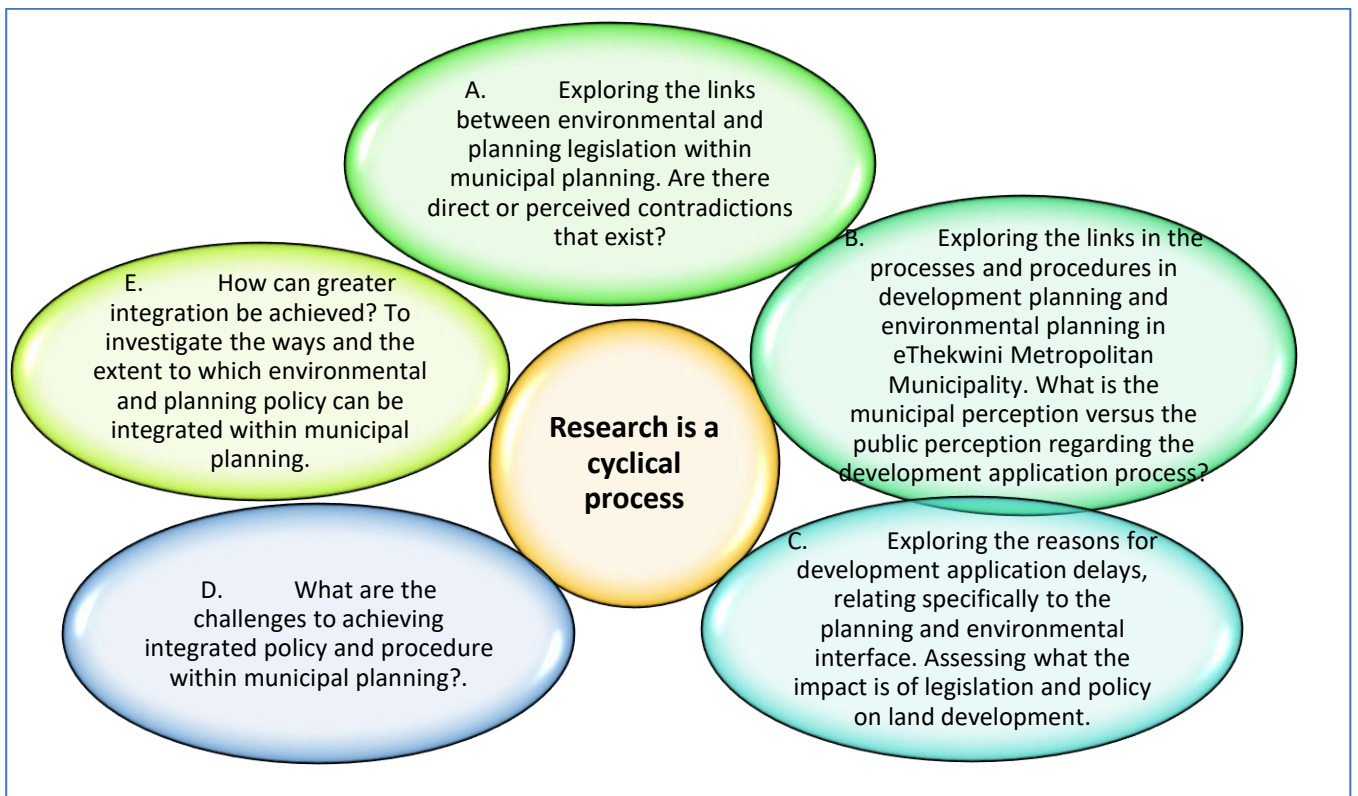 A. Exploring the links
between environmental and
planning legislation within
municipal planning. Are there
direct or perceived contradictions
that exist?
B. Exploring the links in the
processes and procedures in
development planning and
environmental planning in
eThekwini Metropolitan
Municipality. What is the
municipal perception versus the
public perception regarding the
development application process?
C. Exploring the reasons for
development application delays,
relating specifically to the
planning and environmental
interface. Assessing what the
impact is of legislation and policy
on land development.
D. What are the
challenges to achieving
integrated policy and procedure
within municipal planning?.
E. How can greater
integration be achieved? To
investigate the ways and the
extent to which environmental
and planning policy can be
integrated within municipal
planning.
Research is a
cyclical
process